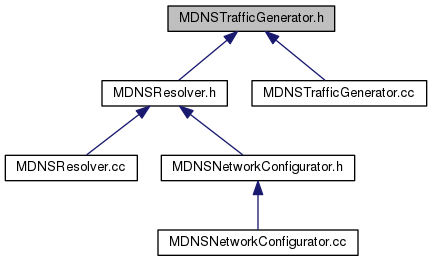 MDNSTrafficGenerator.h
MDNSResolver.h
MDNSTrafficGenerator.cc
MDNSResolver.cc
MDNSNetworkConfigurator.h
MDNSNetworkConfigurator.cc